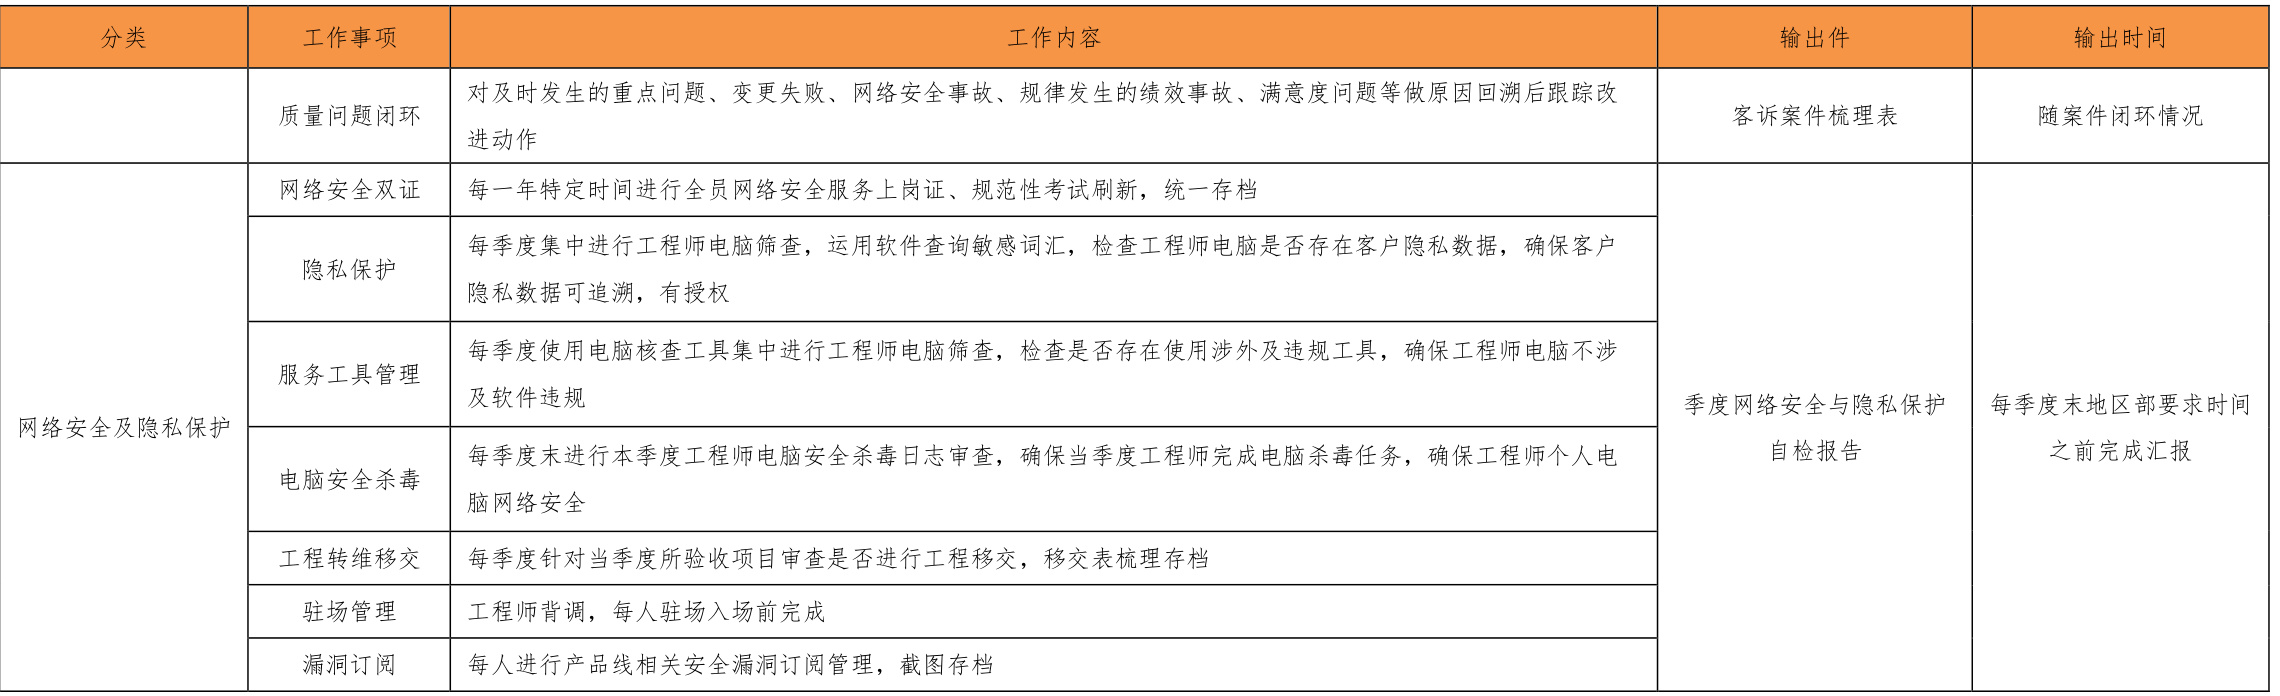 分类 工作事项 工作内容 输出件 输出时间
质量问题闭环
对及时发生的重点问题、变更失败、网络安全事故、规律发生的绩效事故、满意度问题等做原因回溯后跟踪改
进动作
客诉案件梳理表
随案件闭环情况
网络安全及隐私保护
网络安全双证
每一年特定时间进行全员网络安全服务上岗证、规范性考试刷新，统一存档
隐私保护
每季度集中进行工程师电脑筛查，运用软件查询敏感词汇，检查工程师电脑是否存在客户隐私数据，确保客户
隐私数据可追溯，有授权
服务工具管理
每季度使用电脑核查工具集中进行工程师电脑筛查，检查是否存在使用涉外及违规工具，确保工程师电脑不涉
及软件违规
电脑安全杀毒
每季度末进行本季度工程师电脑安全杀毒日志审查，确保当季度工程师完成电脑杀毒任务，确保工程师个人电
脑网络安全
工程转维移交
每季度针对当季度所验收项目审查是否进行工程移交，移交表梳理存档
驻场管理
工程师背调，每人驻场入场前完成
漏洞订阅
每人进行产品线相关安全漏洞订阅管理，截图存档
季度网络安全与隐私保护
自检报告
每季度末地区部要求时间
之前完成汇报